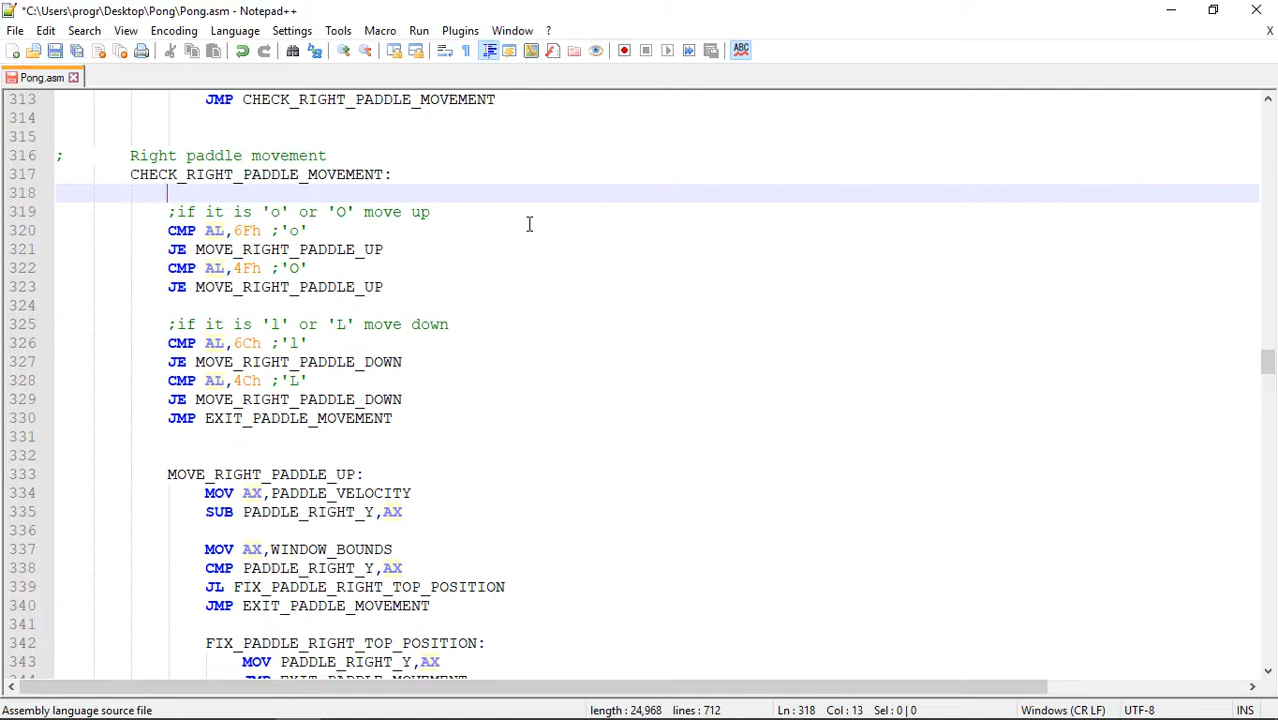 *C:\Users\progr\Desktop\Pong\Pong.asm - Notepad++
File Edit Search View Encoding Language Settings Tools Macro Run Plugins Window ?
X
ABC
Pong.asm
313 JMP CHECK_RIGHT_PADDLE_MOVEMENT
314
315
316 ; Right paddle movement
317 CHECK_RIGHT_PADDLE_MOVEMENT:
318
319 ;if it is 'o' or 'O' move up
320 CMP AL,6Fh ;'o'
321 JE MOVE_RIGHT_PADDLE_UP
322 CMP AL,4Fh ;'O'
323 JE MOVE_RIGHT_PADDLE_UP
324
325 ;if it is 'l' or 'L' move down
326 CMP AL,6Ch ;'l'
327 JE MOVE_RIGHT_PADDLE_DOWN
328 CMP AL,4Ch ;'L'
329 JE MOVE_RIGHT_PADDLE_DOWN
330 JMP EXIT_PADDLE_MOVEMENT
331
332
333 MOVE_RIGHT_PADDLE_UP:
334 MOV AX,PADDLE_VELOCITY
335 SUB PADDLE_RIGHT_Y,AX
336
337 MOV AX,WINDOW_BOUNDS
338 CMP PADDLE_RIGHT_Y,AX
339 JL FIX_PADDLE_RIGHT_TOP_POSITION
340 JMP EXIT_PADDLE_MOVEMENT
341
342 FIX_PADDLE_RIGHT_TOP_POSITION:
343 MOV PADDLE_RIGHT_Y,AX
JMP EXIT_PADDLE_MOVEMENT
Assembly language source file length : 24,968 lines : 712 Ln : 318 Col : 13 Sel : 0 | 0 Windows (CR LF) UTF-8 INS